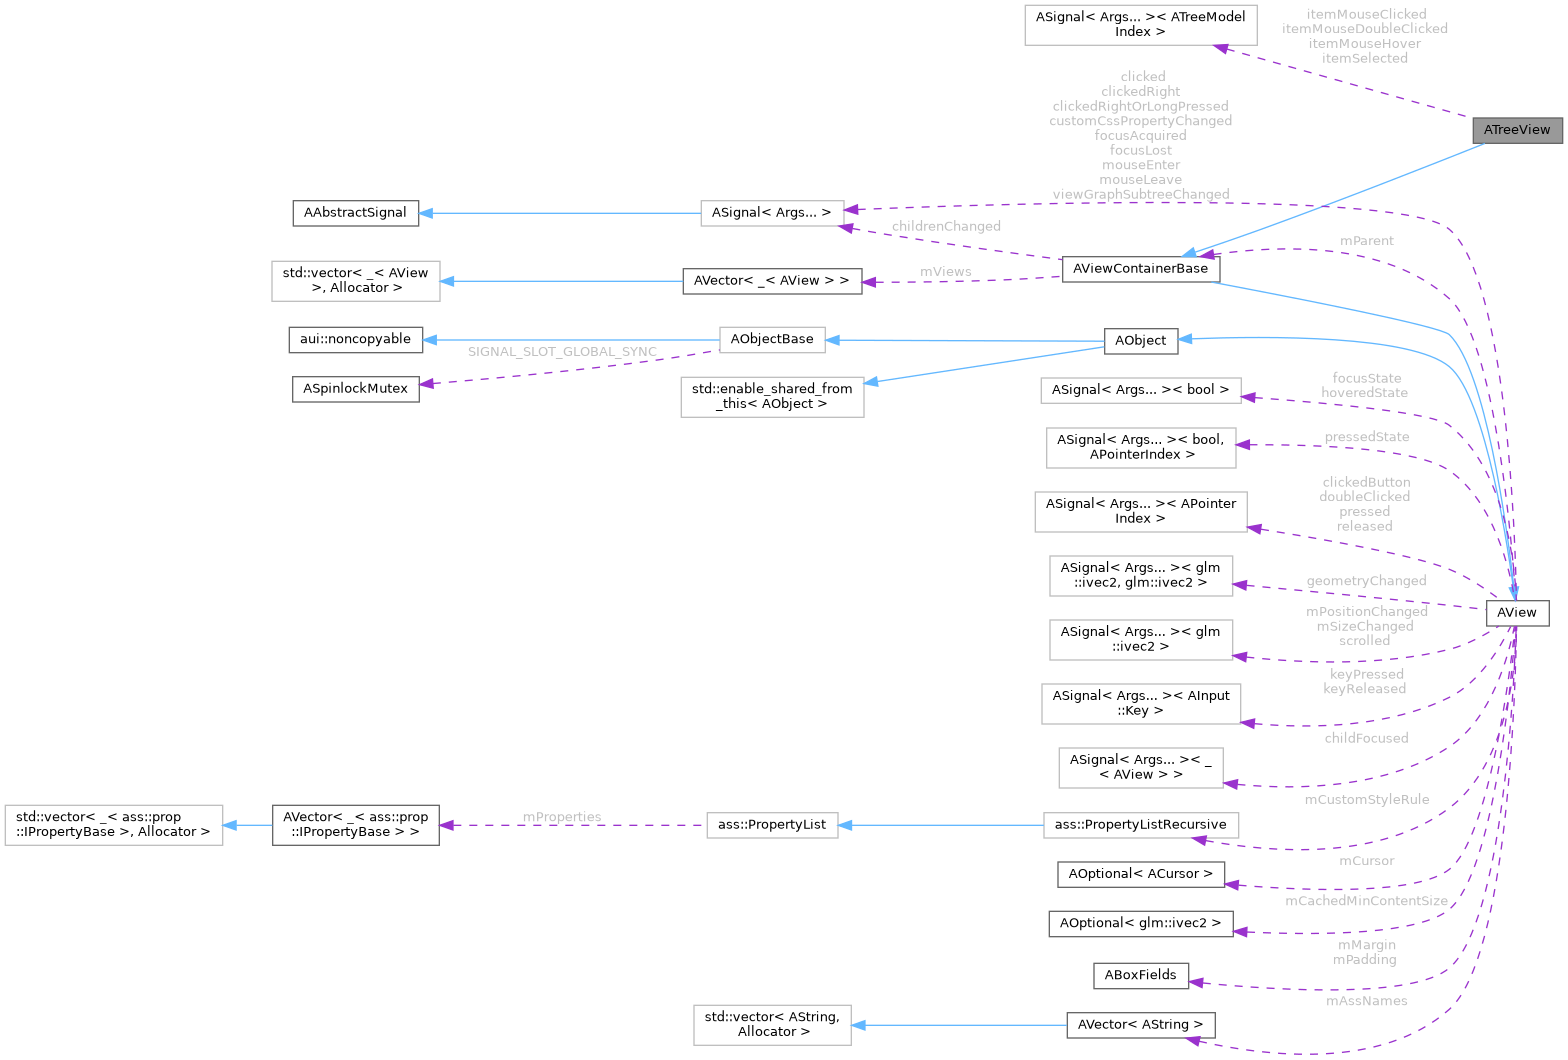 ASignal< Args... >< ATreeModel
Index >
itemMouseClicked
itemMouseDoubleClicked
itemMouseHover
itemSelected
ATreeView
clicked
clickedRight
clickedRightOrLongPressed
customCssPropertyChanged
focusAcquired
focusLost
mouseEnter
mouseLeave
viewGraphSubtreeChanged
AAbstractSignal
ASignal< Args... >
childrenChanged
mParent
std::vector< _< AView
>, Allocator >
AVector< _< AView > >
mViews
AViewContainerBase
aui::noncopyable
SIGNAL_SLOT_GLOBAL_SYNC
AObjectBase
AObject
ASpinlockMutex
std::enable_shared_from
_this< AObject >
ASignal< Args... >< bool >
focusState
hoveredState
ASignal< Args... >< bool,
APointerIndex >
pressedState
ASignal< Args... >< APointer
Index >
clickedButton
doubleClicked
pressed
released
ASignal< Args... >< glm
::ivec2, glm::ivec2 >
geometryChanged
AView
ASignal< Args... >< glm
::ivec2 >
mPositionChanged
mSizeChanged
scrolled
ASignal< Args... >< AInput
::Key >
keyPressed
keyReleased
ASignal< Args... >< _
< AView > >
childFocused
std::vector< _< ass::prop
::IPropertyBase >, Allocator >
AVector< _< ass::prop
::IPropertyBase > >
mProperties
ass::PropertyList
ass::PropertyListRecursive
mCustomStyleRule
AOptional< ACursor >
mCursor
AOptional< glm::ivec2 >
mCachedMinContentSize
ABoxFields
mMargin
mPadding
std::vector< AString,
Allocator >
AVector< AString >
mAssNames